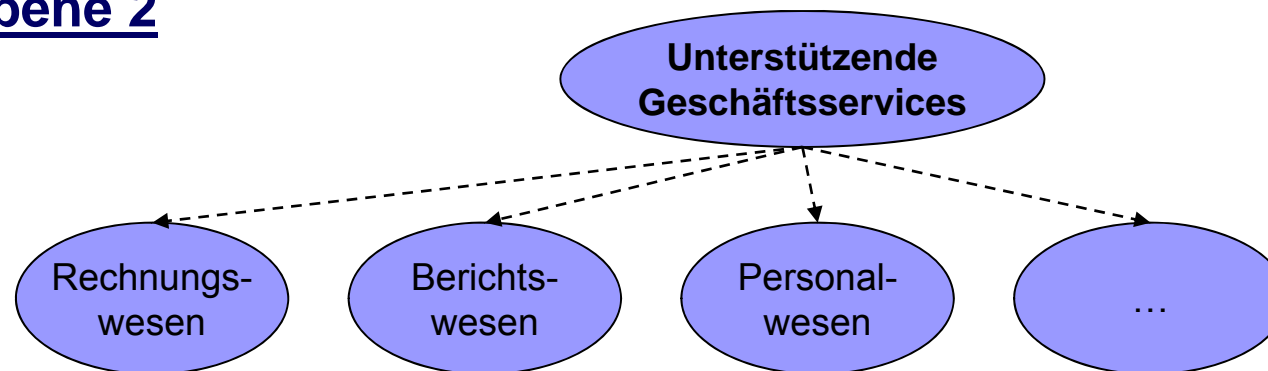 bene 2
Unterstützende
Geschäftsservices
Rechnungs-
wesen
Berichts-
wesen
Personal-
wesen
…